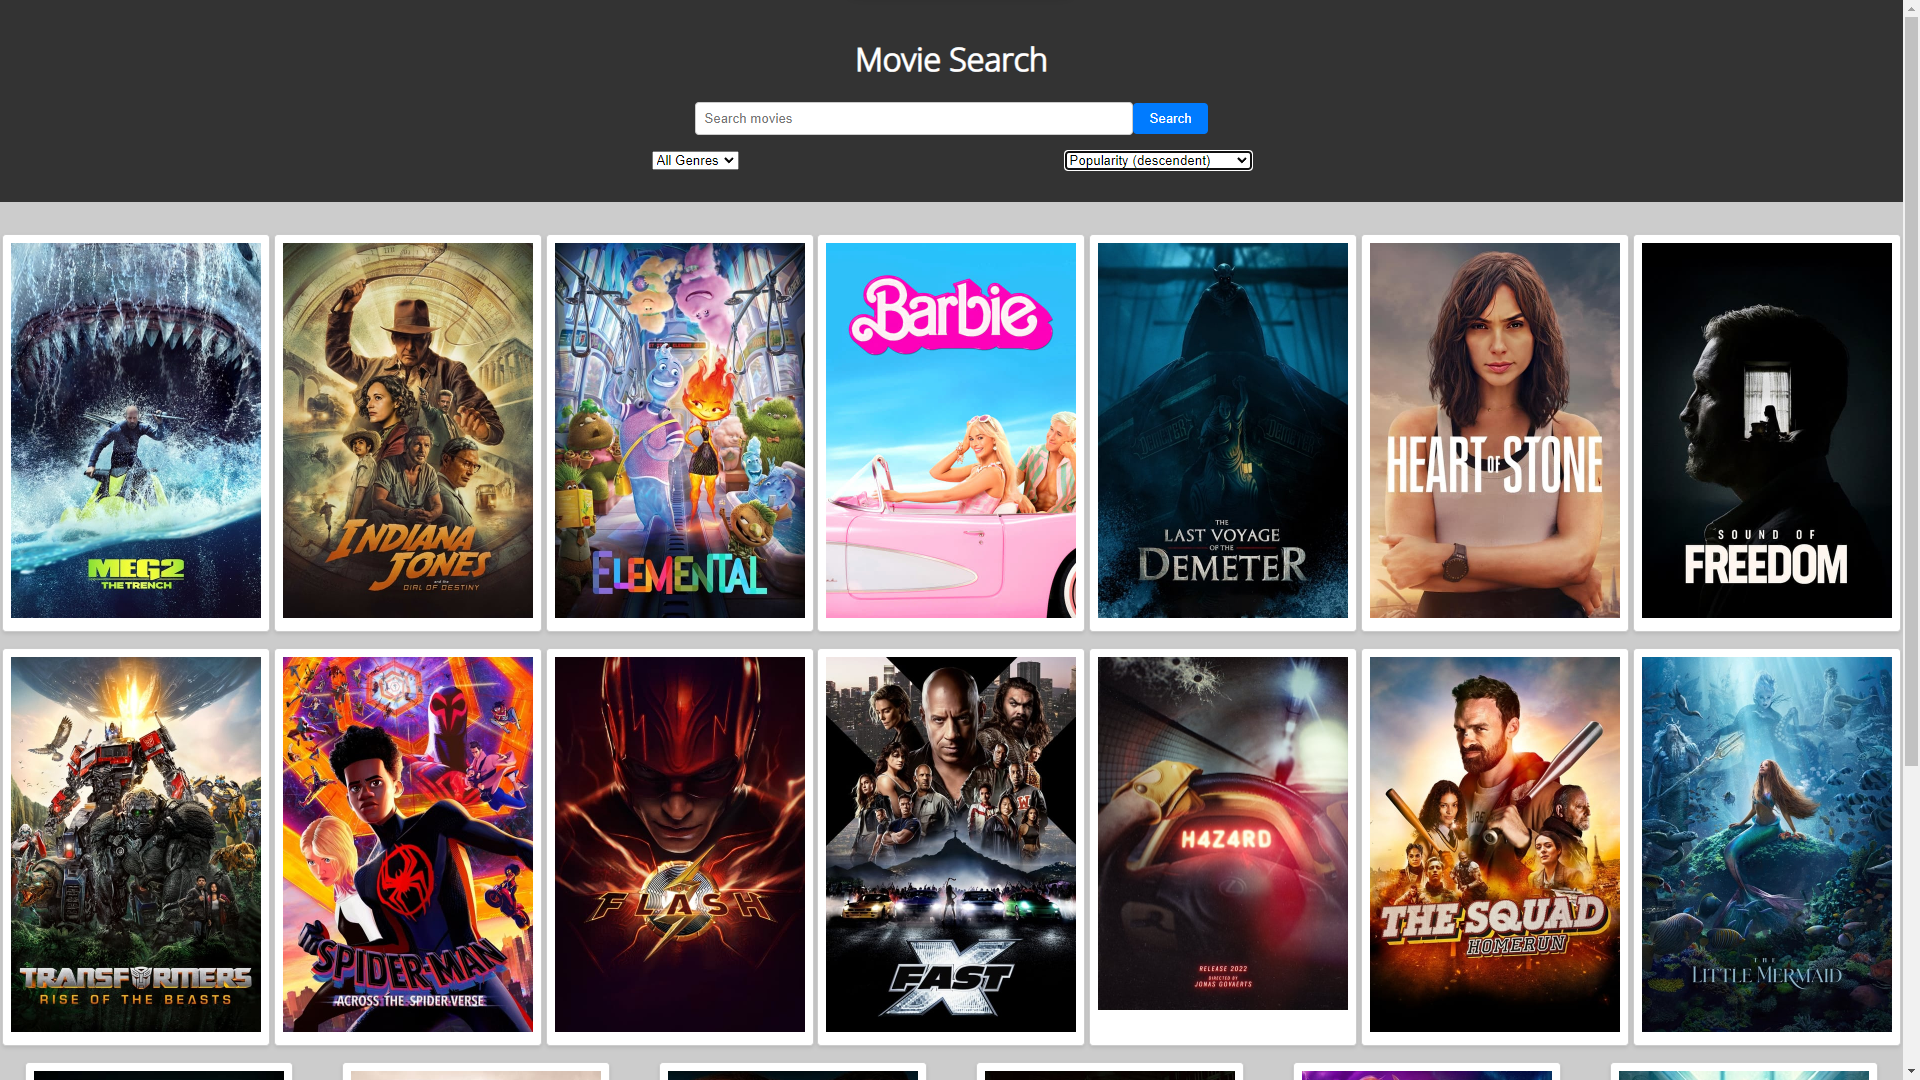 Movie Search
Search movies
Search
All Genres
Popularity (descendent)
MEG2
THE TRENCH
INDIANA
JONES
and the
DIAL OF DESTINY
ELEMENTAL
Barbie
THE
LAST VOYAGE
OF THE
DEMETER
HEART OF STONE
SOUND OF
FREEDOM
TRANSFORMERS
RISE OF THE BEASTS
SPIDER-MAN
ACROSS THE SPIDER-VERSE
FLASH
FAST
X
H4Z4RD
RELEASE 2022
DIRECTED BY
JONAS GOVAERTS
THE SQUAD
HOMERUN
THE
LITTLE MERMAID